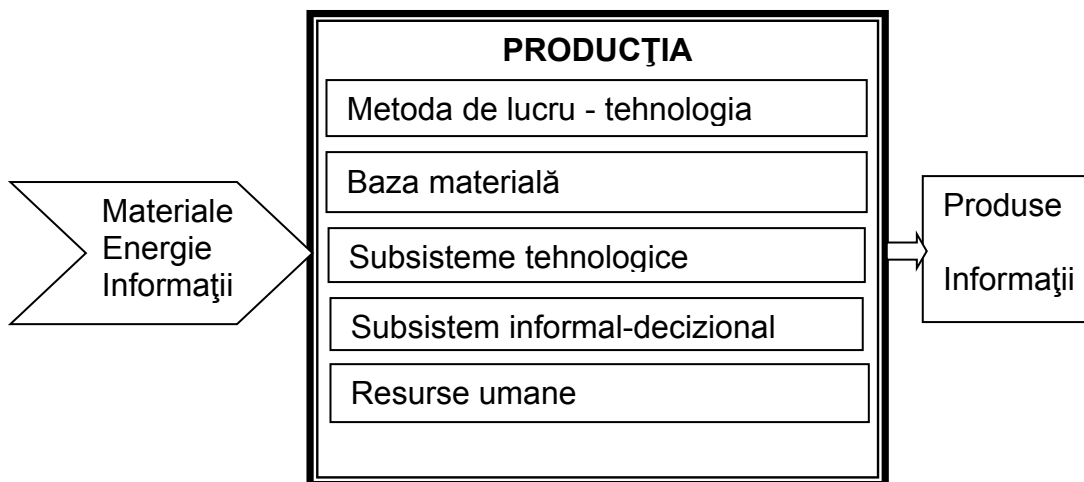 PRODUCŢIA
Metoda de lucru - tehnologia
Baza materială
Subsisteme tehnologice
Subsistem informal-decizional
Resurse umane
Materiale
Energie
Informaţii
Produse
Informaţii